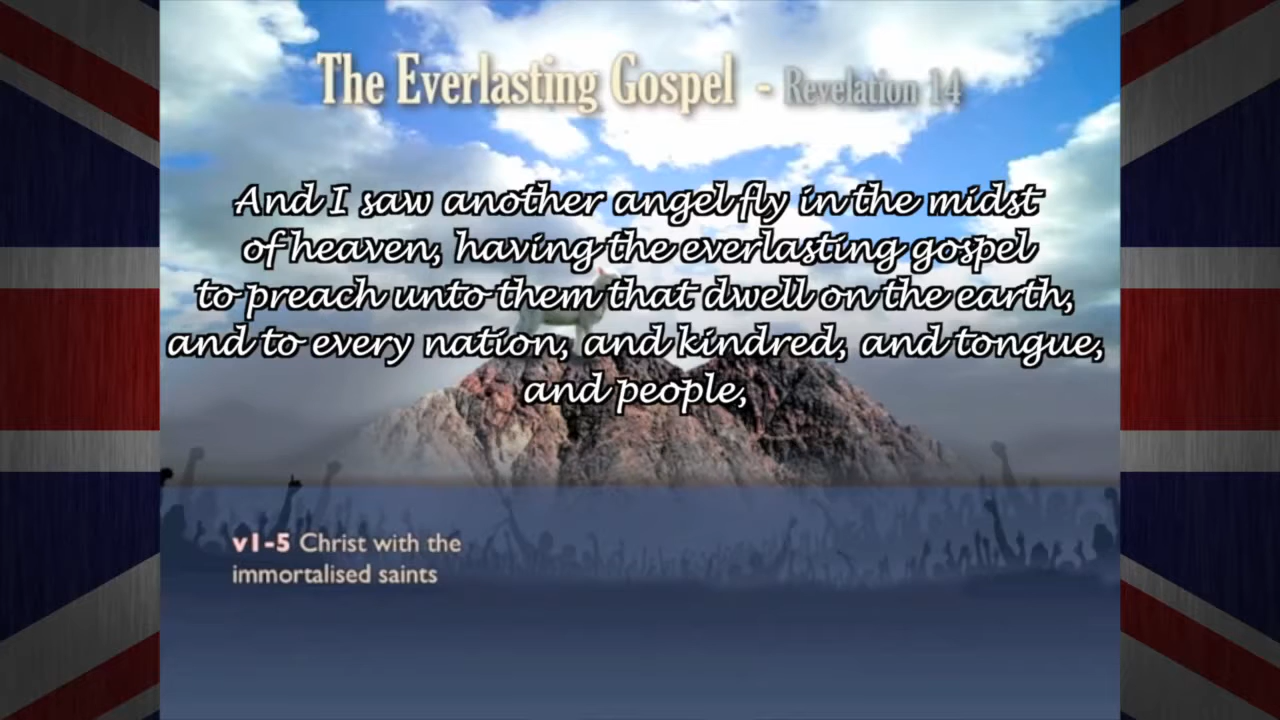 The Everlasting Gospel - Revelation 14
And I saw another angel fly in the midst
of heaven, having the everlasting gospel
to preach unto them that dwell on the earth,
and to every nation, and kindred, and tongue,
and people,
v1-5 Christ with the
immortalised saints